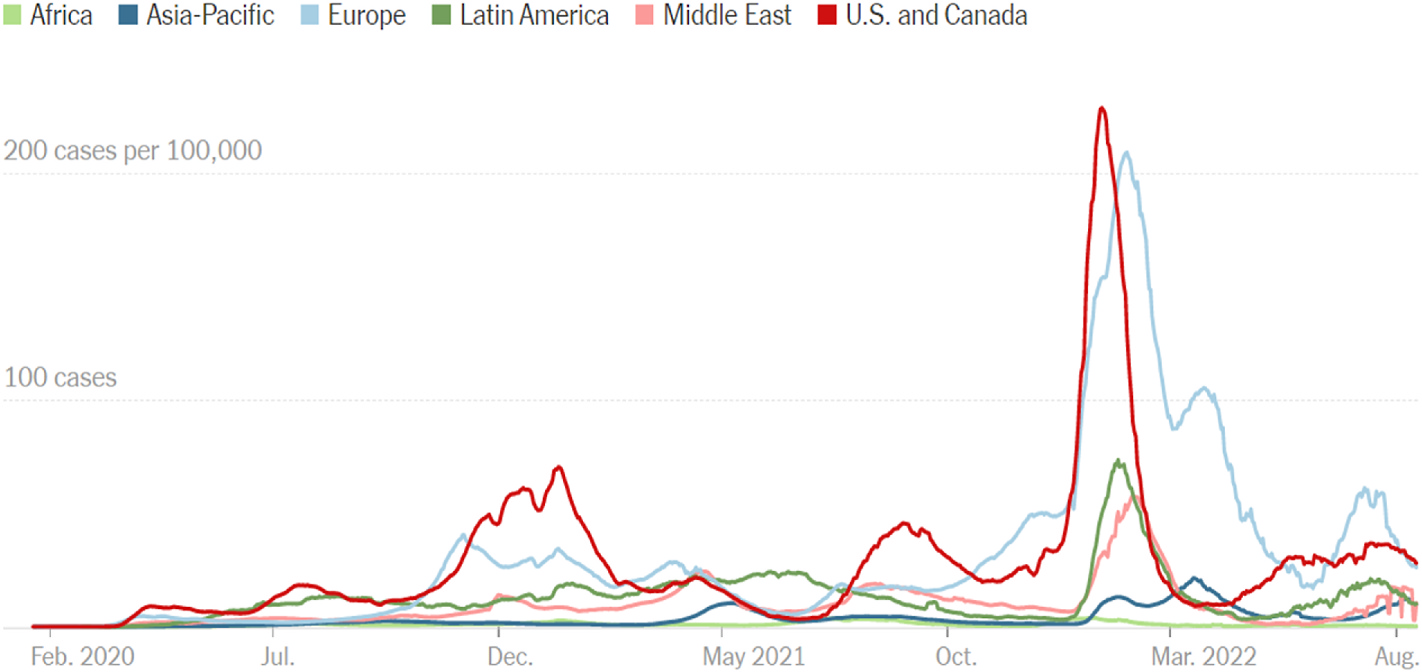 Africa Asia-Pacific Europe Latin America Middle East U.S. and Canada
200 cases per 100,000
100 cases
Feb. 2020 Jul. Dec. May 2021 Oct. Mar. 2022 Aug.